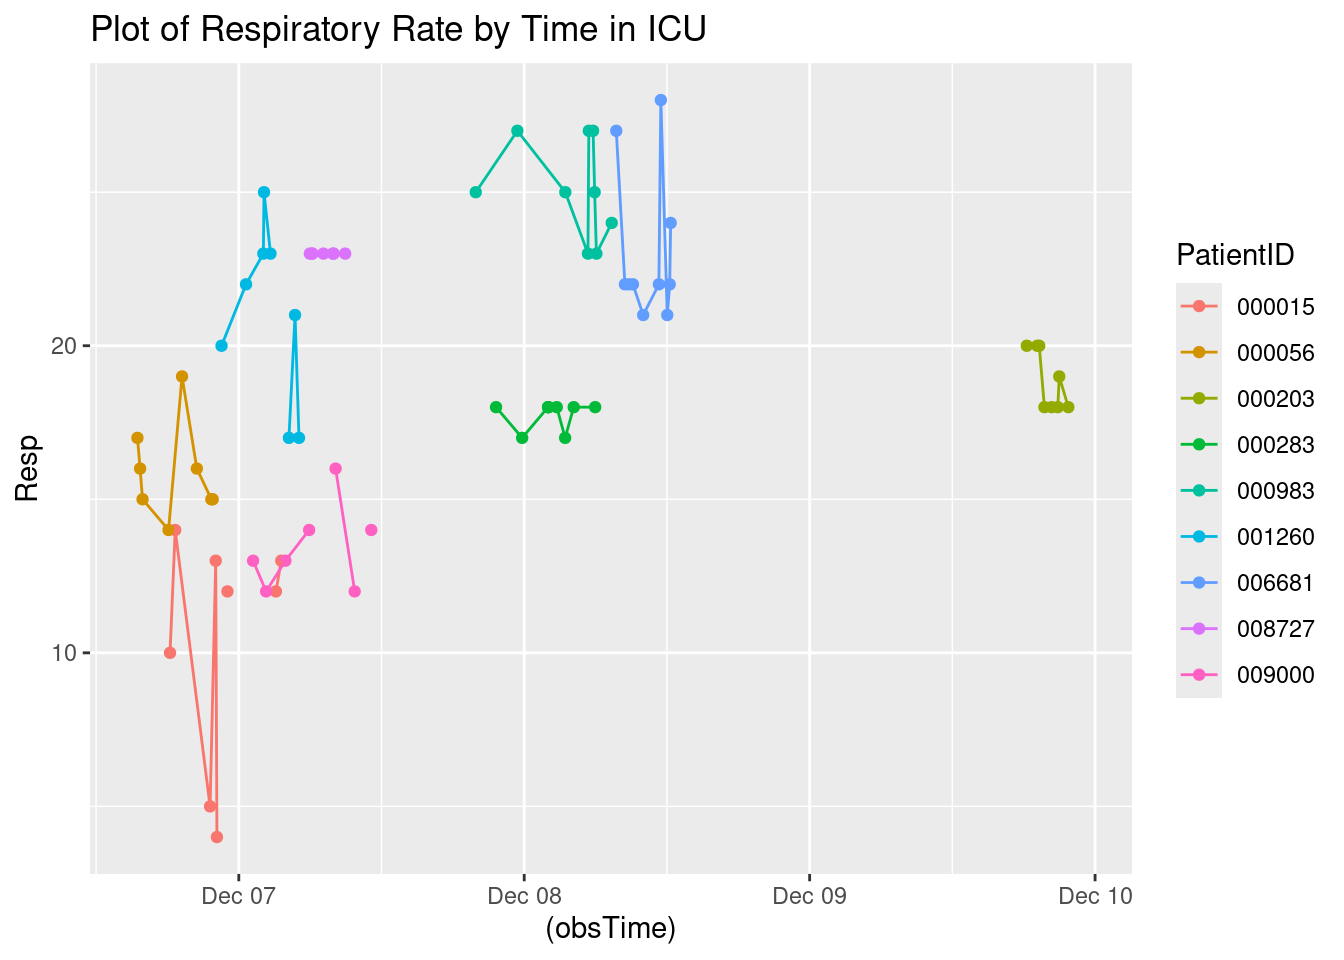 Plot of Respiratory Rate by Time in ICU
Resp
20
10
Dec 07
Dec 08
Dec 09
Dec 10
(obsTime)
PatientID
000015
000056
000203
000283
000983
001260
006681
008727
009000